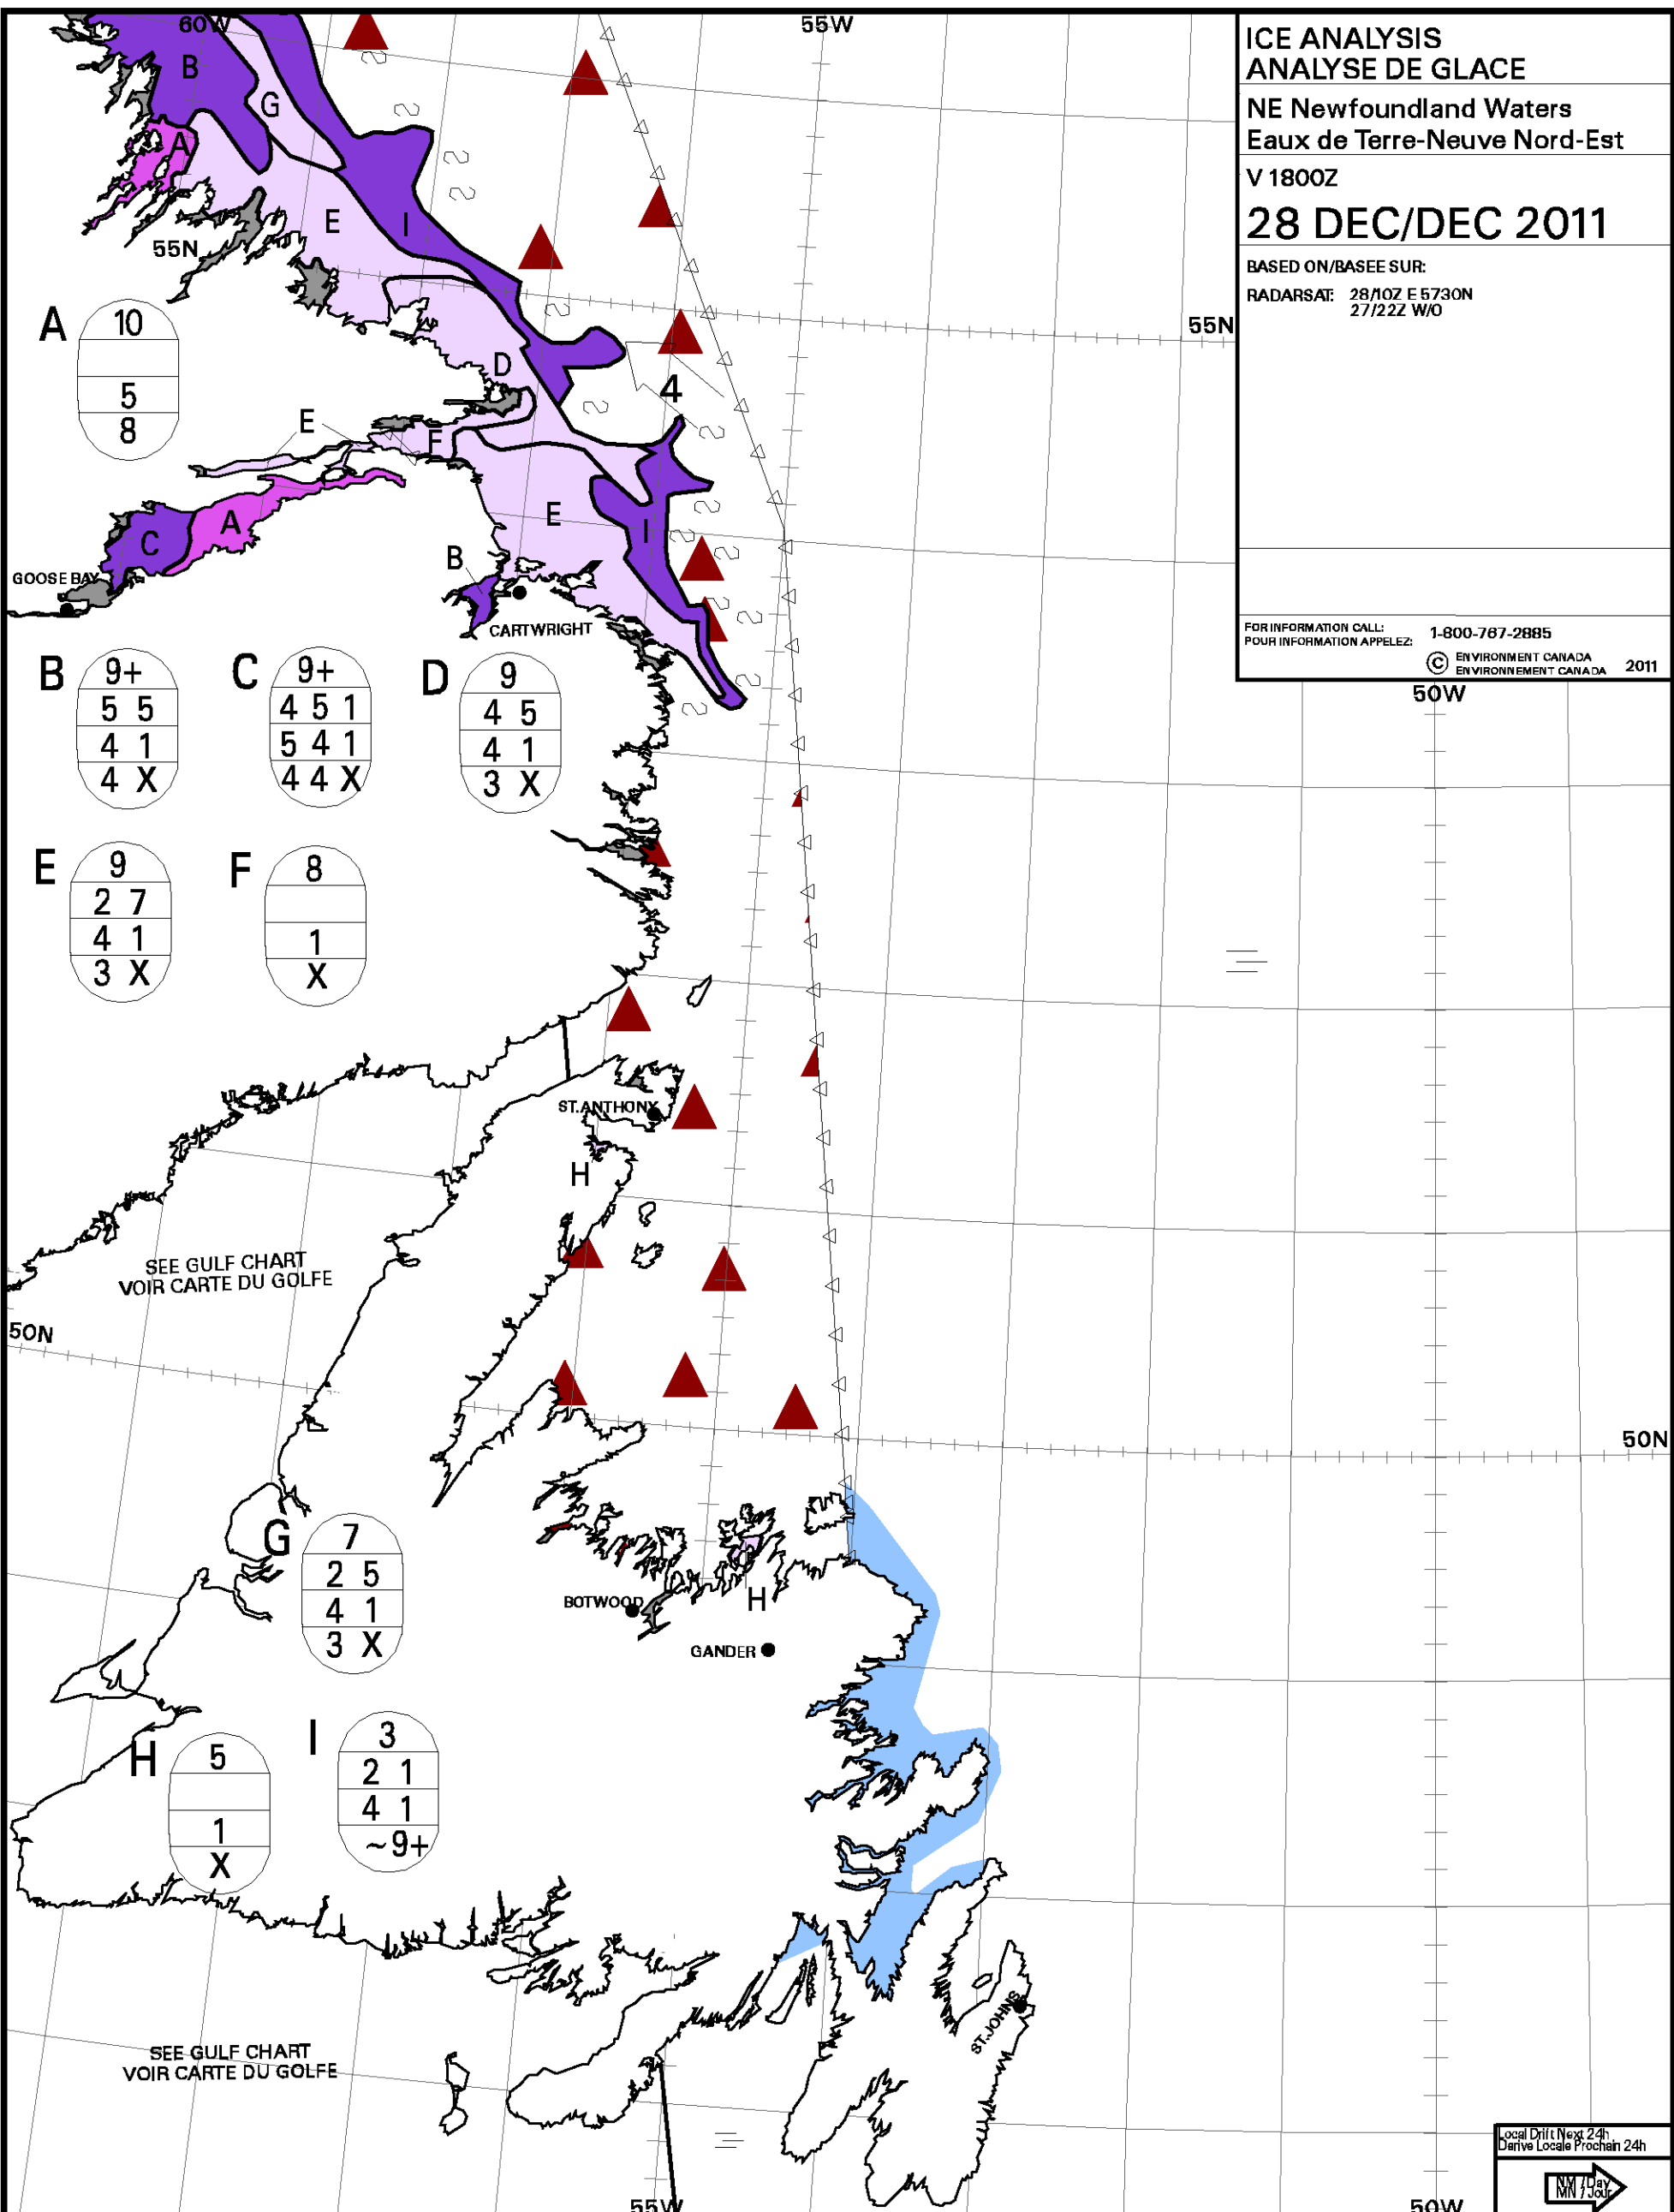 60W
55W
ICE ANALYSIS
ANALYSE DE GLACE
NE Newfoundland Waters
Eaux de Terre-Neuve Nord-Est
V 1800Z
28 DEC/DEC 2011
BASED ON/BASEE SUR:
RADARSAT: 28/10Z E 5730N
27/22Z W/O
FOR INFORMATION CALL:
POUR INFORMATION APPELEZ:
1-800-767-2885
© ENVIRONMENT CANADA
ENVIRONNEMENT CANADA 2011
B
G
A
E
I
55N
55N
D
4
E
F
E
I
A
C
B
GOOSE BAY
CARTWRIGHT
A
10
5
8
B
9+
5 5
4 1
4 X
C
9+
4 5 1
5 4 1
4 4 X
D
9
4 5
4 1
3 X
50W
E
9
2 7
4 1
3 X
F
8
1
X
ST.ANTHONY
H
SEE GULF CHART
VOIR CARTE DU GOLFE
50N
50N
G
7
2 5
4 1
3 X
BOTWOOD
H
GANDER
H
5
1
X
I
3
2 1
4 1
~9+
ST.JOHNS
SEE GULF CHART
VOIR CARTE DU GOLFE
Local Drift Next 24h
Derive Locale Prochain 24h
NM / Day
MN / Jour
55W
50W